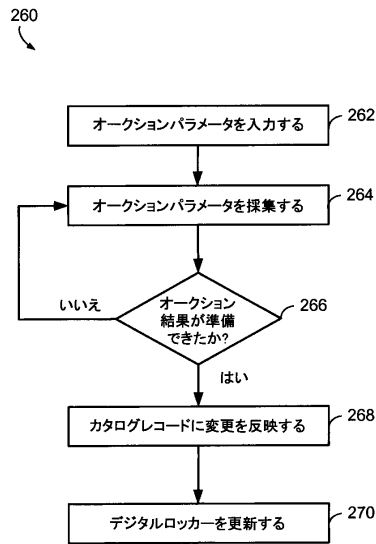 260
オークションパラメータを入力する
262
オークションパラメータを採集する
264
オークション
結果が準備
できたか?
266
いいえ
はい
カタログレコードに変更を反映する
268
デジタルロッカーを更新する
270